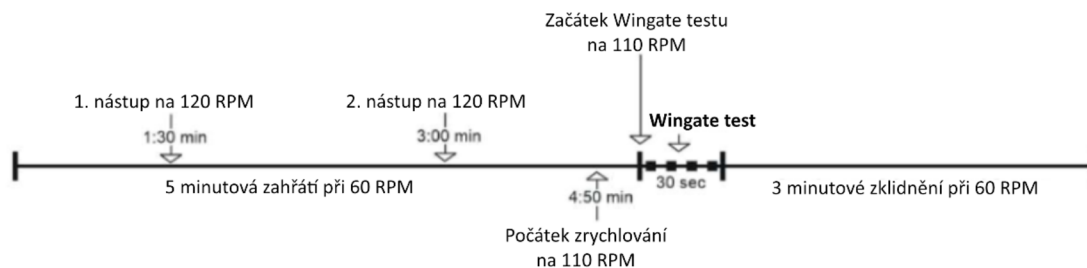 Začátek Wingate testu
na 110 RPM
1. nástup na 120 RPM
2. nástup na 120 RPM
1:30 min
3:00 min
Wingate test
5 minutová zahřátí při 60 RPM
4:50 min
30 sec
3 minutové zklidnění při 60 RPM
Počátek zrychlování
na 110 RPM